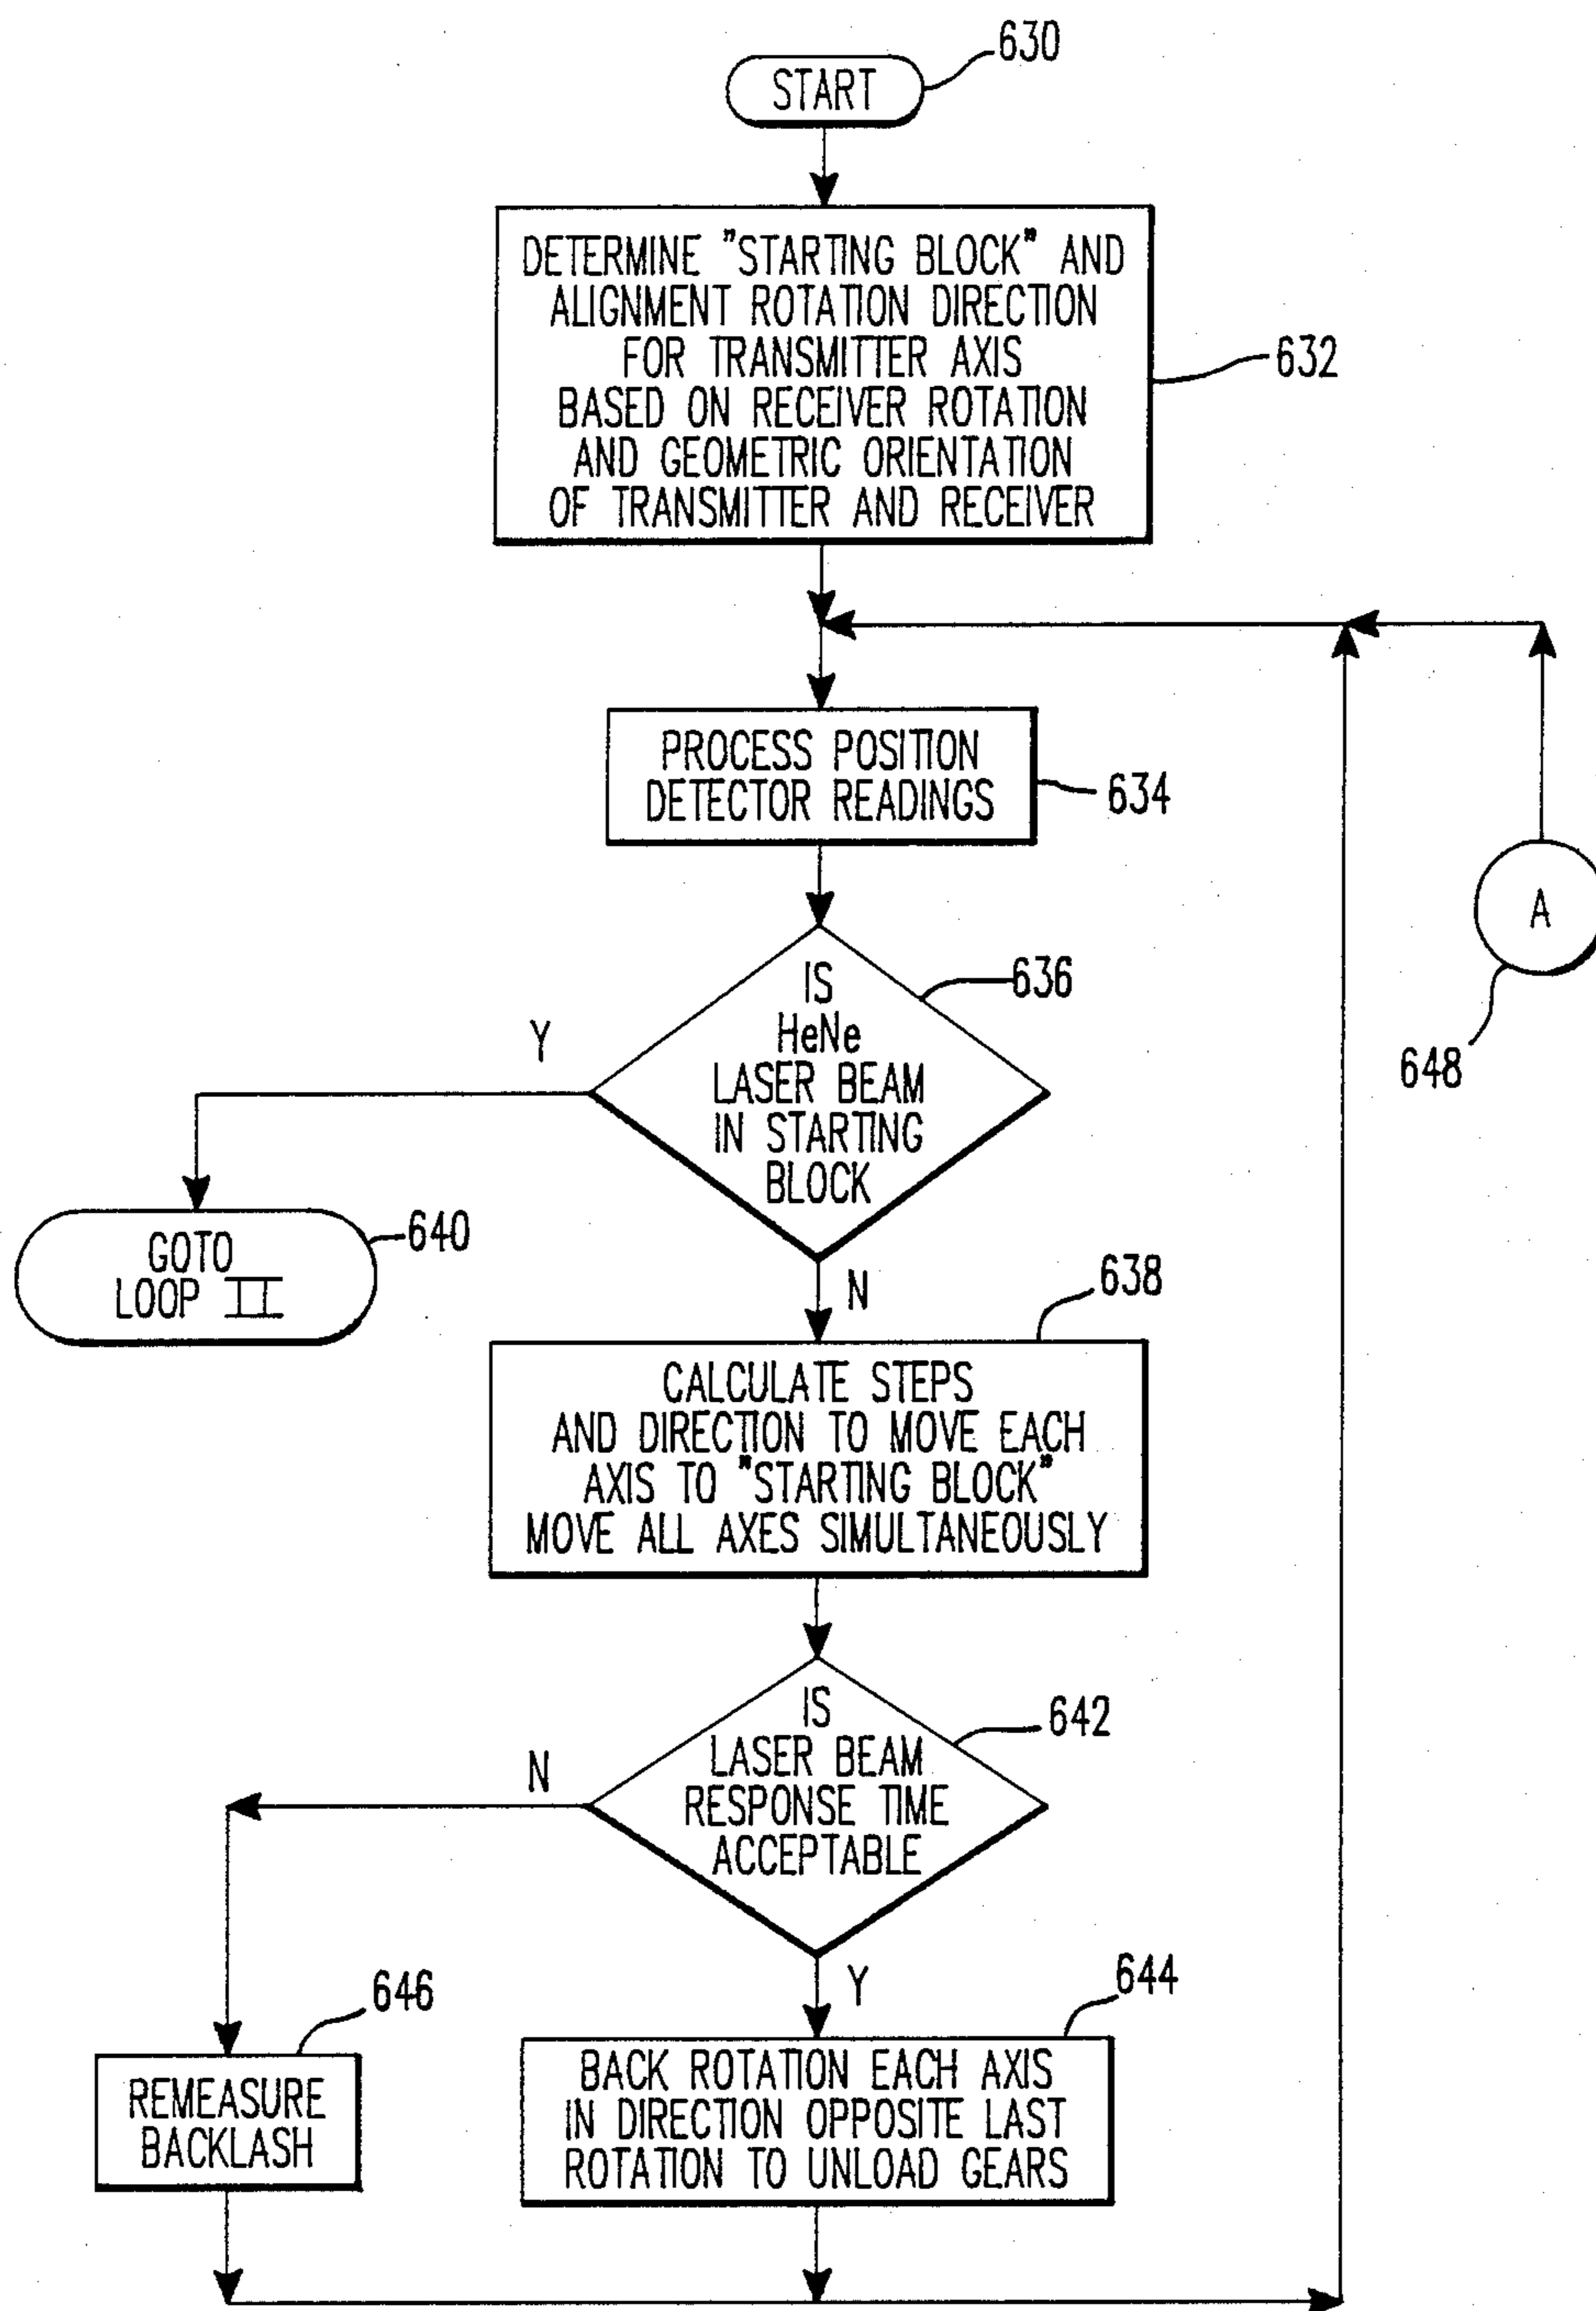 630
START
DETERMINE "STARTING BLOCK" AND
ALIGNMENT ROTATION DIRECTION
FOR TRANSMITTER AXIS
BASED ON RECEIVER ROTATION
AND GEOMETRIC ORIENTATION
OF TRANSMITTER AND RECEIVER
632
PROCESS POSITION
DETECTOR READINGS
634
A
648
IS
HeNe
LASER BEAM
IN STARTING
BLOCK
636
Y
GOTO
LOOP II
640
N
638
CALCULATE STEPS
AND DIRECTION TO MOVE EACH
AXIS TO "STARTING BLOCK"
MOVE ALL AXES SIMULTANEOUSLY
IS
LASER BEAM
RESPONSE TIME
ACCEPTABLE
642
N
Y
646
REMEASURE
BACKLASH
644
BACK ROTATION EACH AXIS
IN DIRECTION OPPOSITE LAST
ROTATION TO UNLOAD GEARS